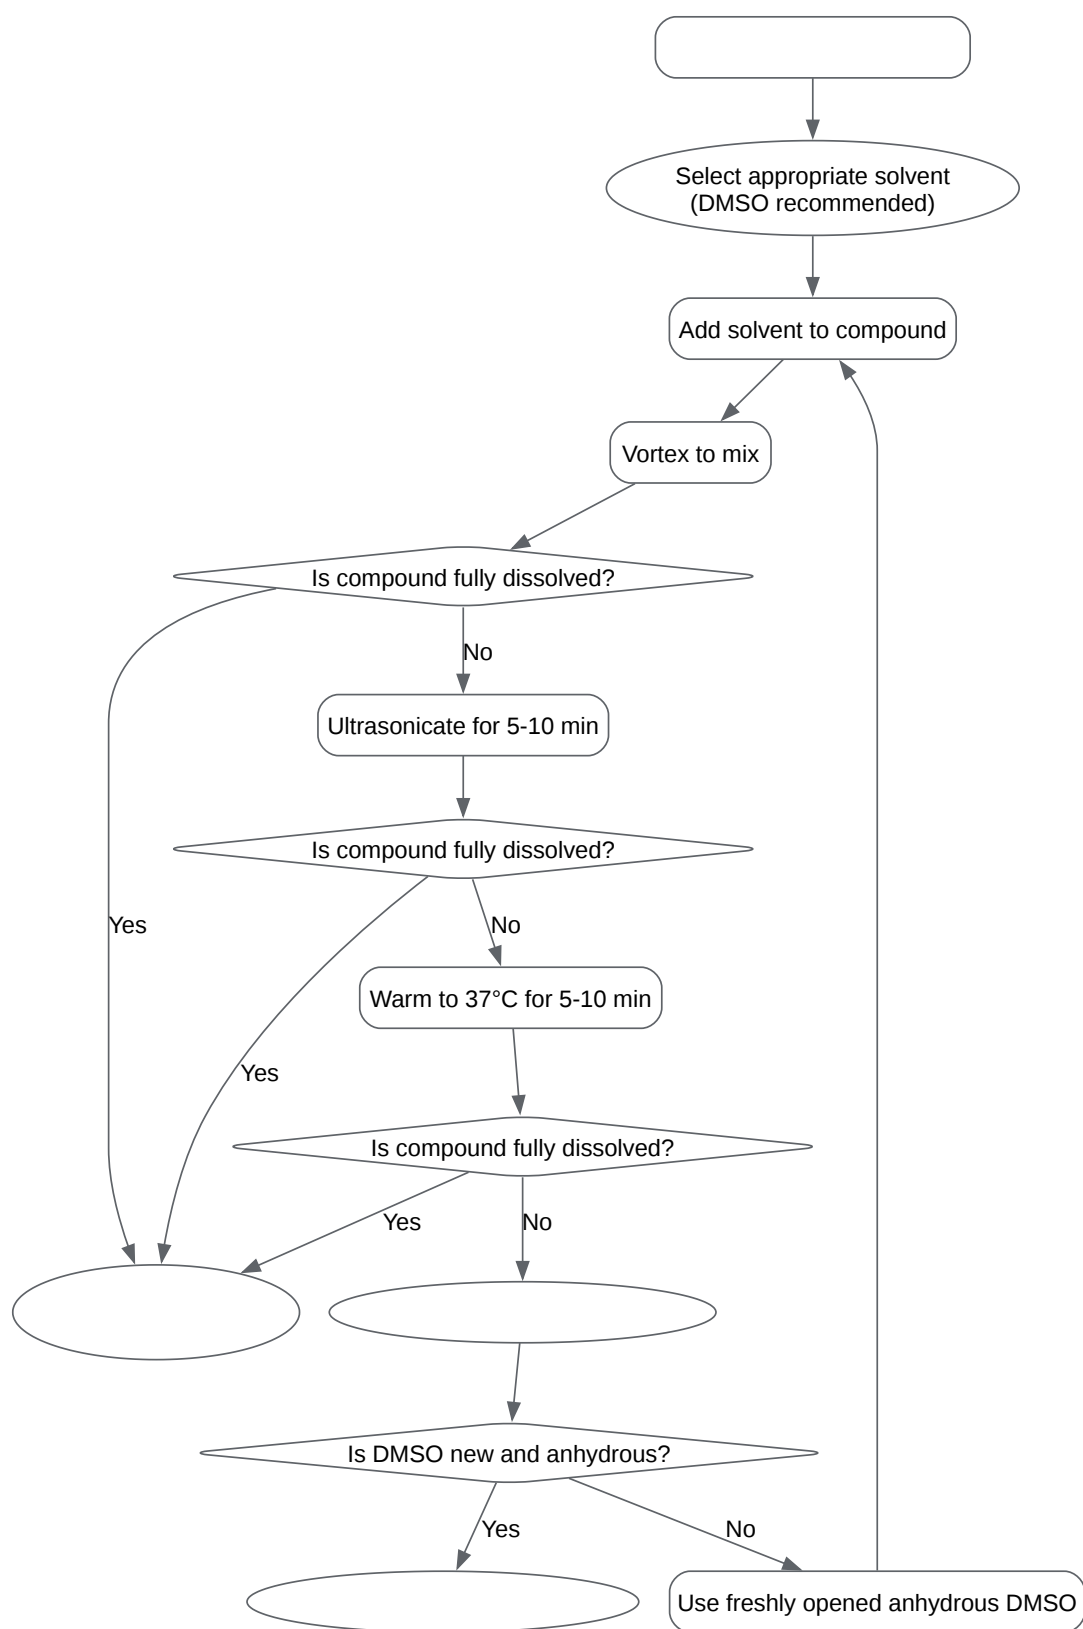 Select appropriate solvent
(DMSO recommended)
Add solvent to compound
Vortex to mix
Is compound fully dissolved?
No
Ultrasonicate for 5-10 min
Is compound fully dissolved?
Yes
No
Warm to 37°C for 5-10 min
Yes
Is compound fully dissolved?
Yes
No
Is DMSO new and anhydrous?
Yes
No
Use freshly opened anhydrous DMSO